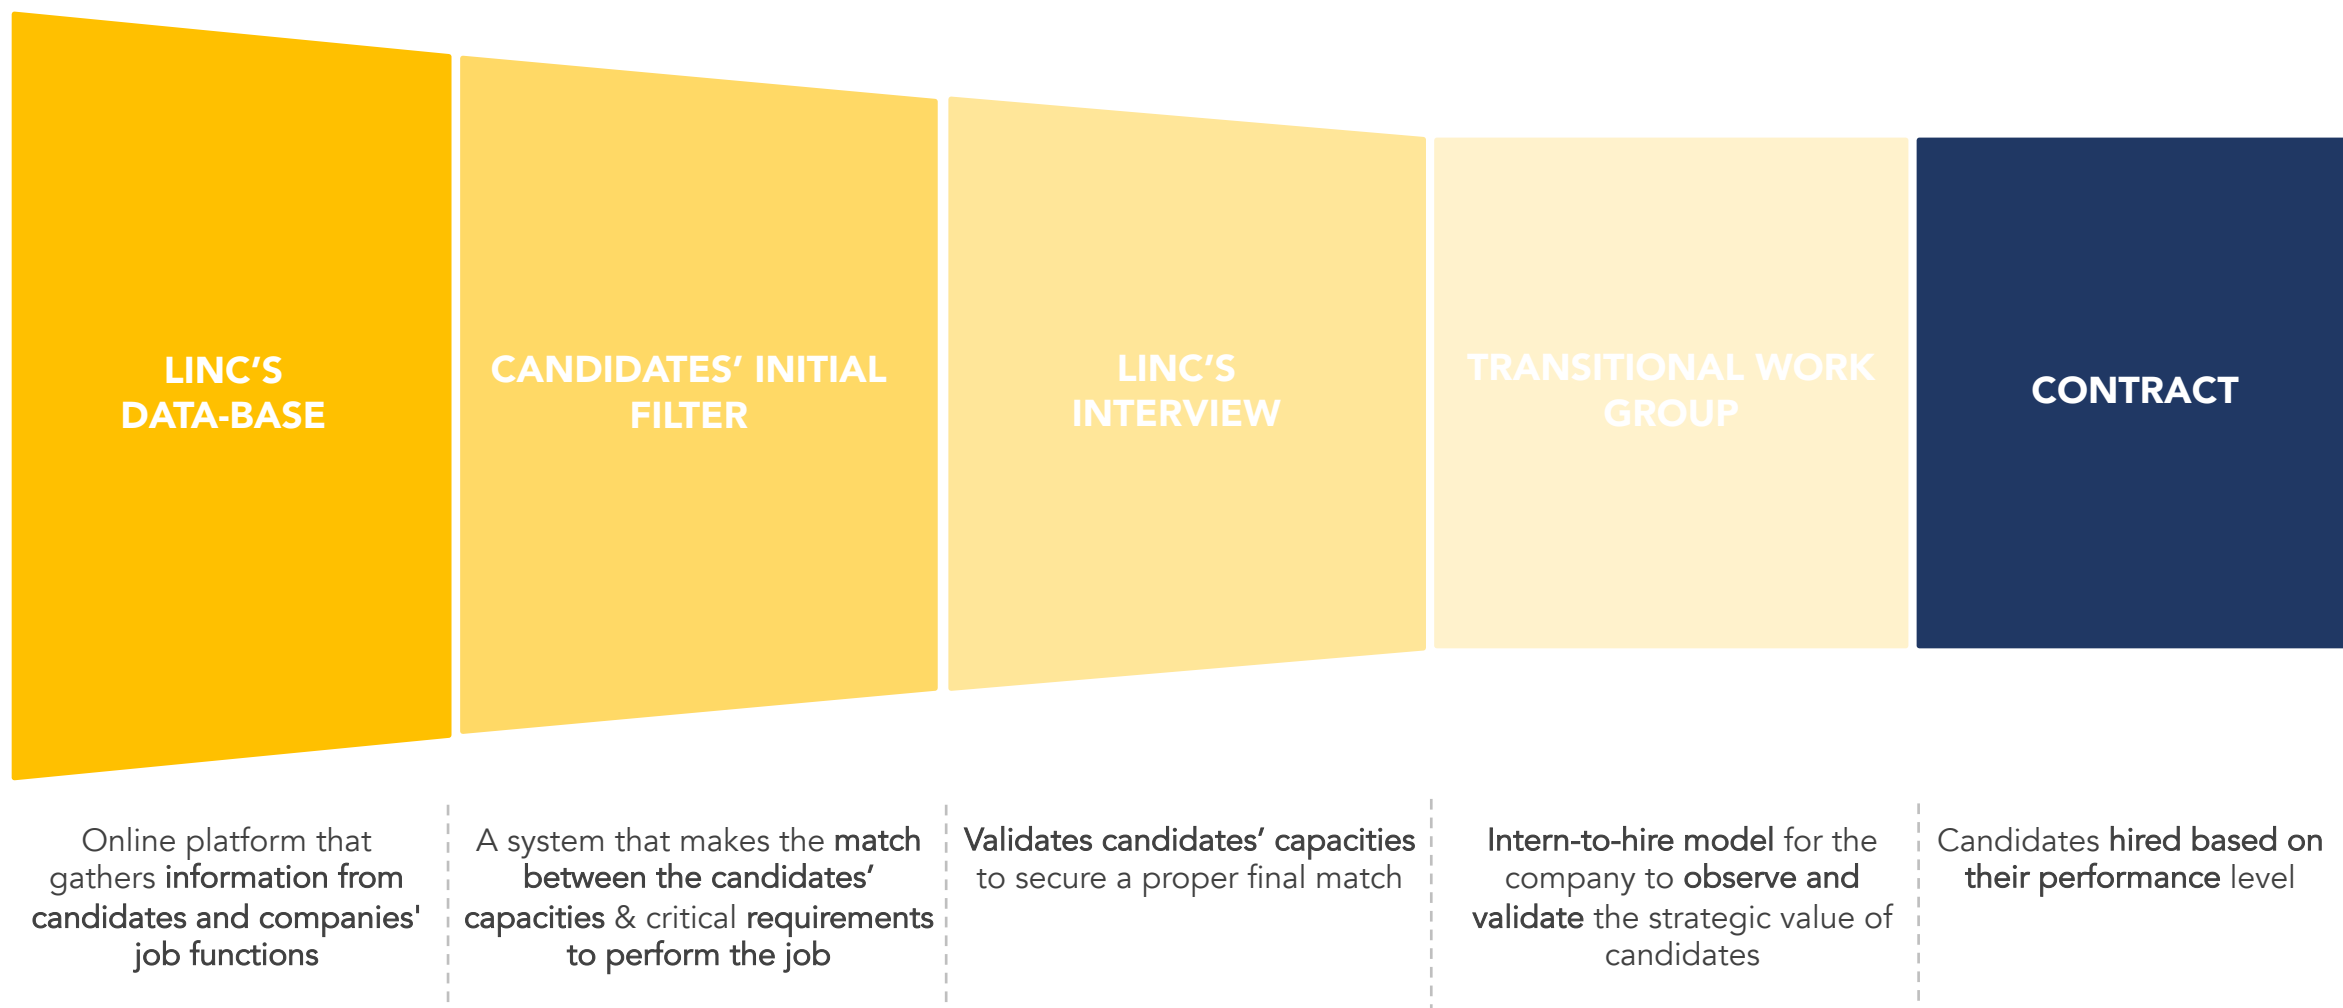 LINC’S
DATA-BASE
CANDIDATES’ INITIAL
FILTER
LINC’S
INTERVIEW
TRANSITIONAL WORK
GROUP
CONTRACT
Online platform that
gathers information from
candidates and companies'
job functions
A system that makes the match
between the candidates’
capacities & critical requirements
to perform the job
Validates candidates’ capacities
to secure a proper final match
Intern-to-hire model for the
company to observe and
validate the strategic value of
candidates
Candidates hired based on
their performance level